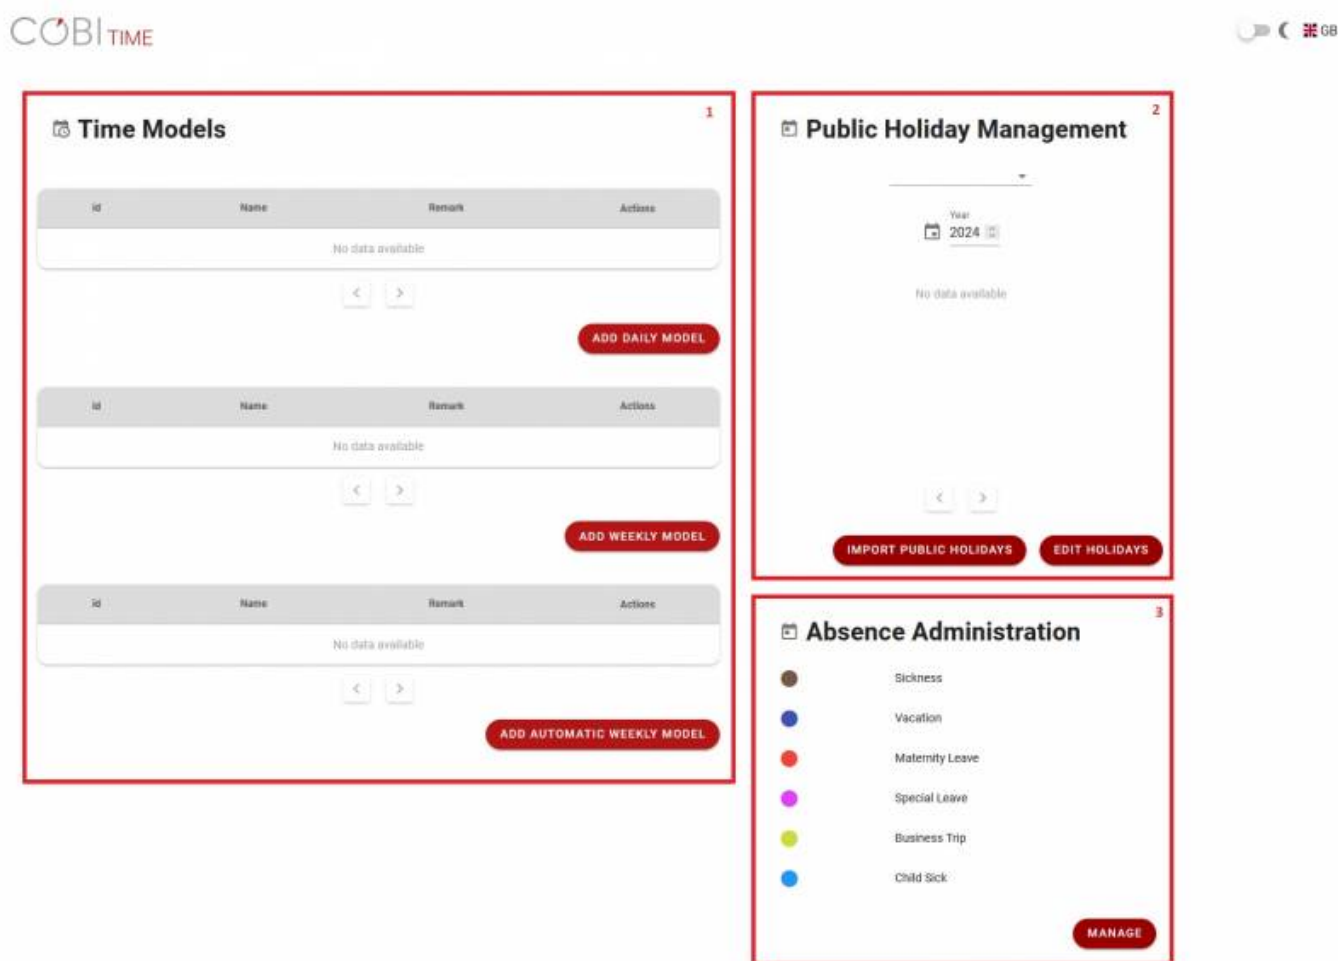 COBI TIME
GB
1
Time Models
id Name Remark Actions
No data available
ADD DAILY MODEL
id Name Remark Actions
No data available
ADD WEEKLY MODEL
id Name Remark Actions
No data available
ADD AUTOMATIC WEEKLY MODEL
2
Public Holiday Management
Year
2024
No data available
IMPORT PUBLIC HOLIDAYS EDIT HOLIDAYS
3
Absence Administration
Sickness
Vacation
Maternity Leave
Special Leave
Business Trip
Child Sick
MANAGE